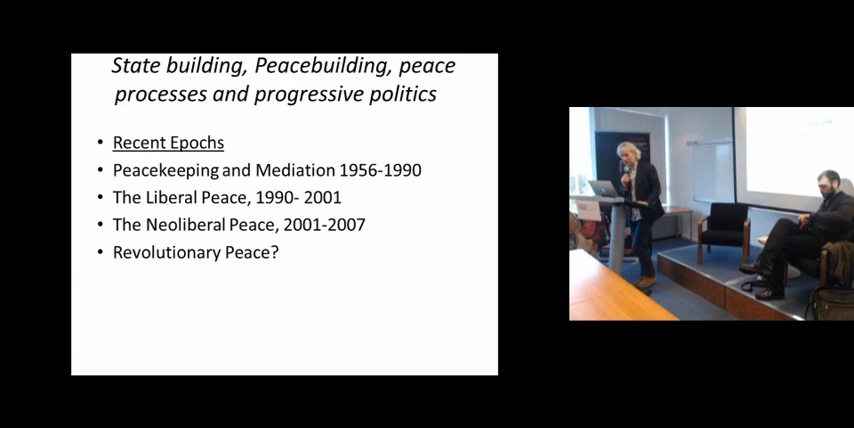 State building, Peacebuilding, peace
processes and progressive politics
• Recent Epochs
• Peacekeeping and Mediation 1956-1990
• The Liberal Peace, 1990- 2001
• The Neoliberal Peace, 2001-2007
• Revolutionary Peace?